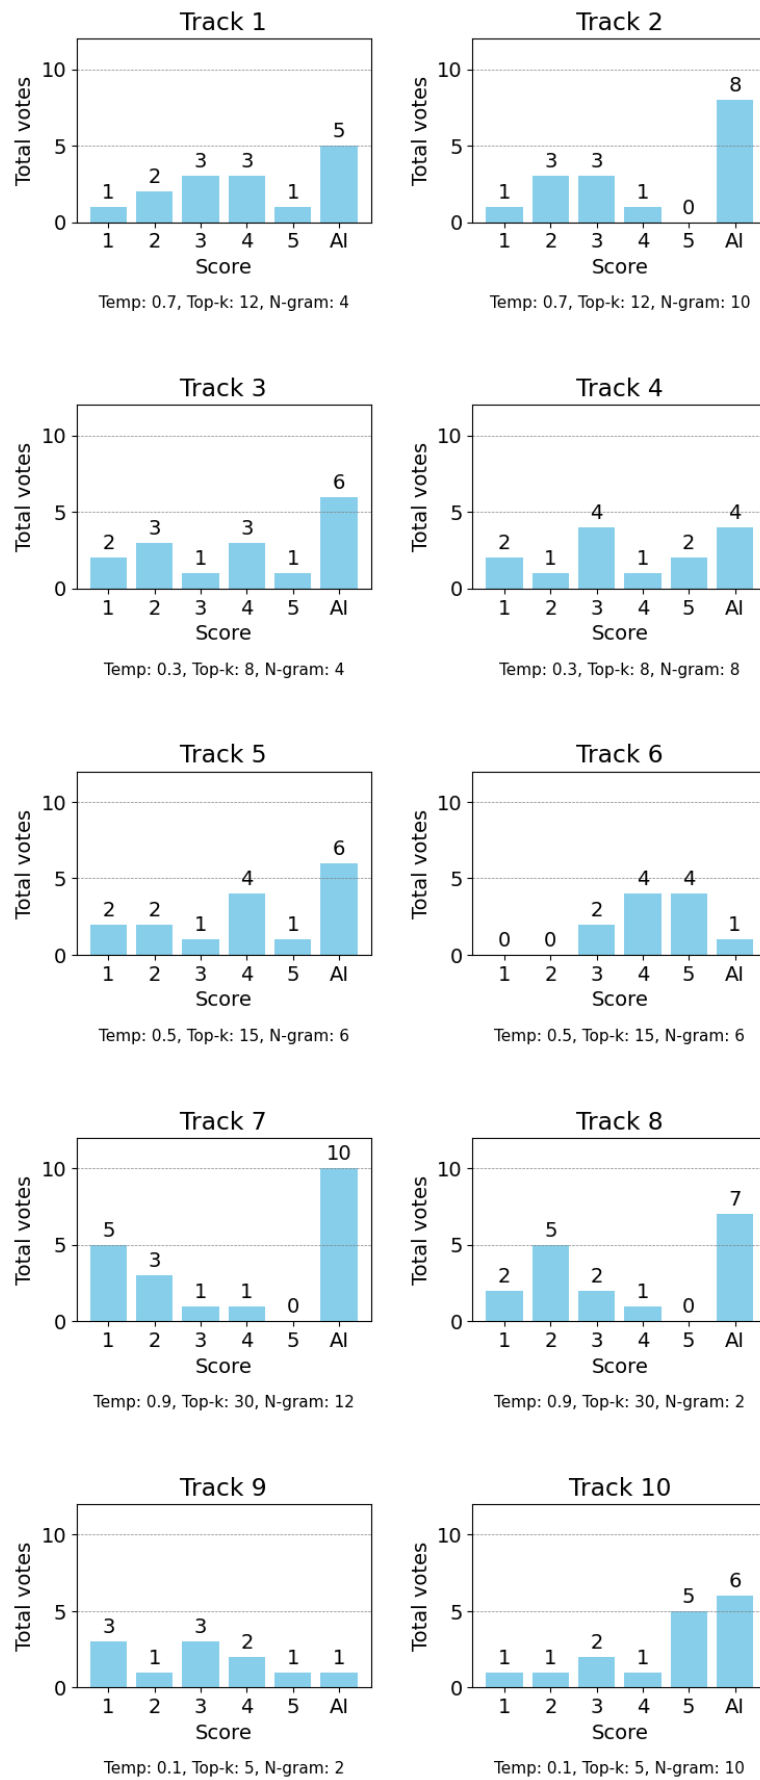 Track 1
10
5
0
Total votes
1
2
3
3
1
5
1 2 3 4 5 AI
Score
Temp: 0.7, Top-k: 12, N-gram: 4
Track 2
10
5
0
Total votes
1
3
3
1
0
8
1 2 3 4 5 AI
Score
Temp: 0.7, Top-k: 12, N-gram: 10
Track 3
10
5
0
Total votes
2
3
1
3
1
6
1 2 3 4 5 AI
Score
Temp: 0.3, Top-k: 8, N-gram: 4
Track 4
10
5
0
Total votes
2
1
4
1
2
4
1 2 3 4 5 AI
Score
Temp: 0.3, Top-k: 8, N-gram: 8
Track 5
10
5
0
Total votes
2
2
1
4
1
6
1 2 3 4 5 AI
Score
Temp: 0.5, Top-k: 15, N-gram: 6
Track 6
10
5
0
Total votes
0
0
2
4
4
1
1 2 3 4 5 AI
Score
Temp: 0.5, Top-k: 15, N-gram: 6
Track 7
10
5
0
Total votes
5
3
1
1
0
10
1 2 3 4 5 AI
Score
Temp: 0.9, Top-k: 30, N-gram: 12
Track 8
10
5
0
Total votes
2
5
2
1
0
7
1 2 3 4 5 AI
Score
Temp: 0.9, Top-k: 30, N-gram: 2
Track 9
10
5
0
Total votes
3
1
3
2
1
1
1 2 3 4 5 AI
Score
Temp: 0.1, Top-k: 5, N-gram: 2
Track 10
10
5
0
Total votes
1
1
2
1
5
6
1 2 3 4 5 AI
Score
Temp: 0.1, Top-k: 5, N-gram: 10